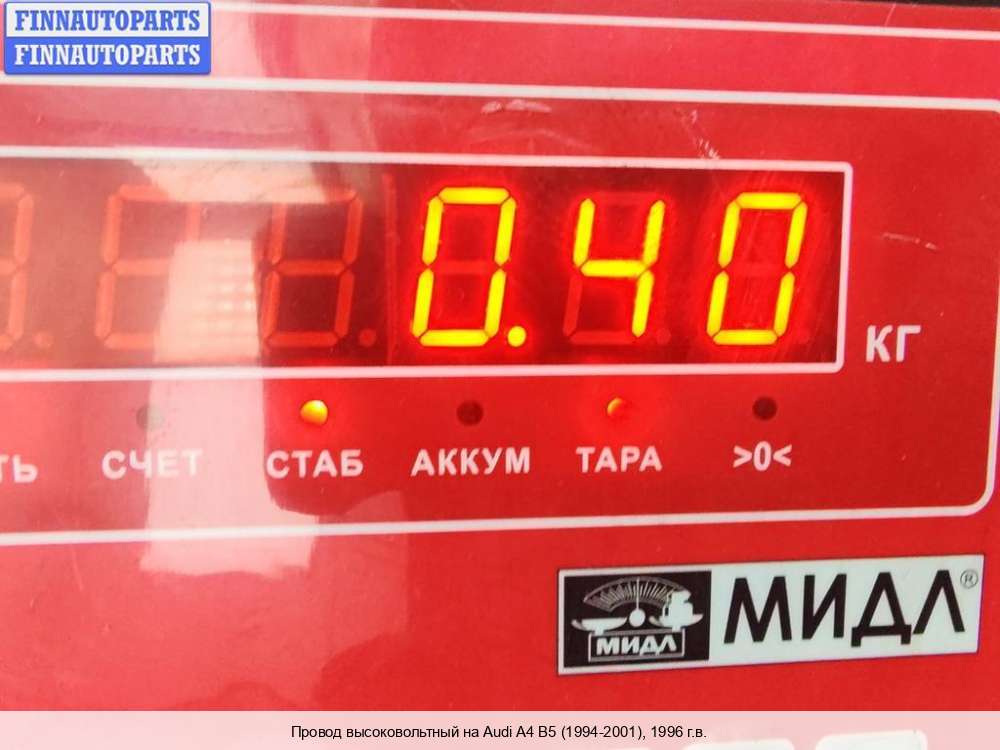 FINNAUTOPARTS
FINNAUTOPARTS
0.40
КГ
ТЬ СЧЕТ СТАБ АККУМ ТАРА >0<
МИДЛ МИДЛ®
Провод высоковольтный на Audi A4 B5 (1994-2001), 1996 г.в.